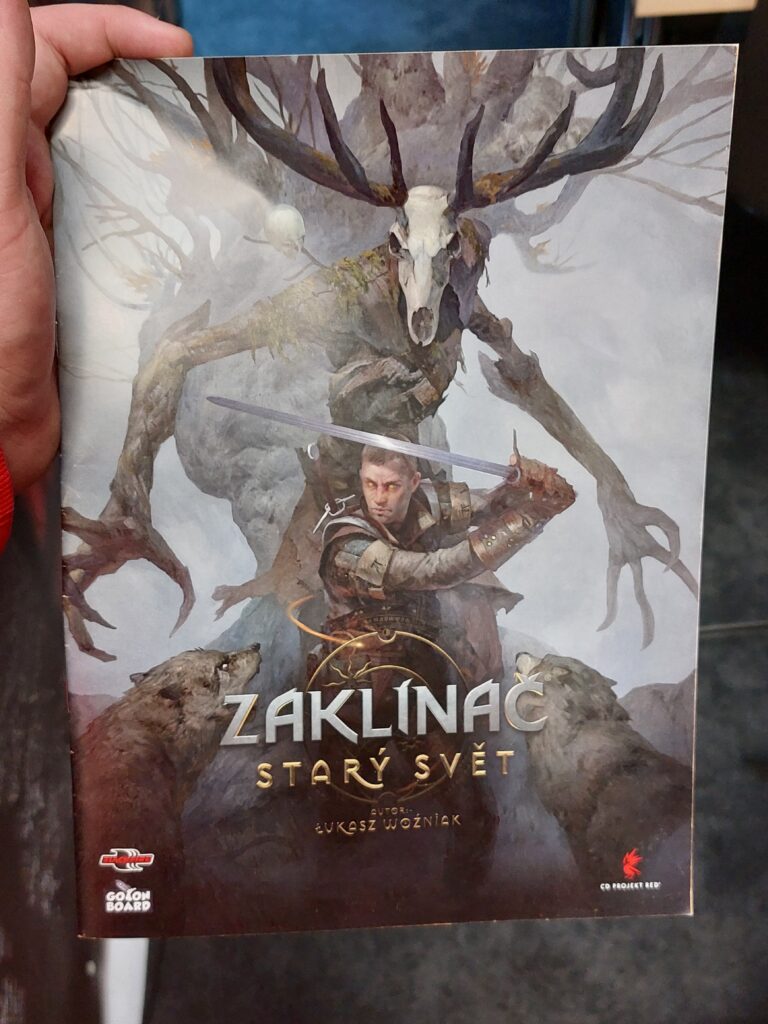 ZAKLÍNAČ
STARÝ SVĚT
AUTOR:
ŁUKASZ WOŹNIAK
GO ON
BOARD
CD PROJEKT RED